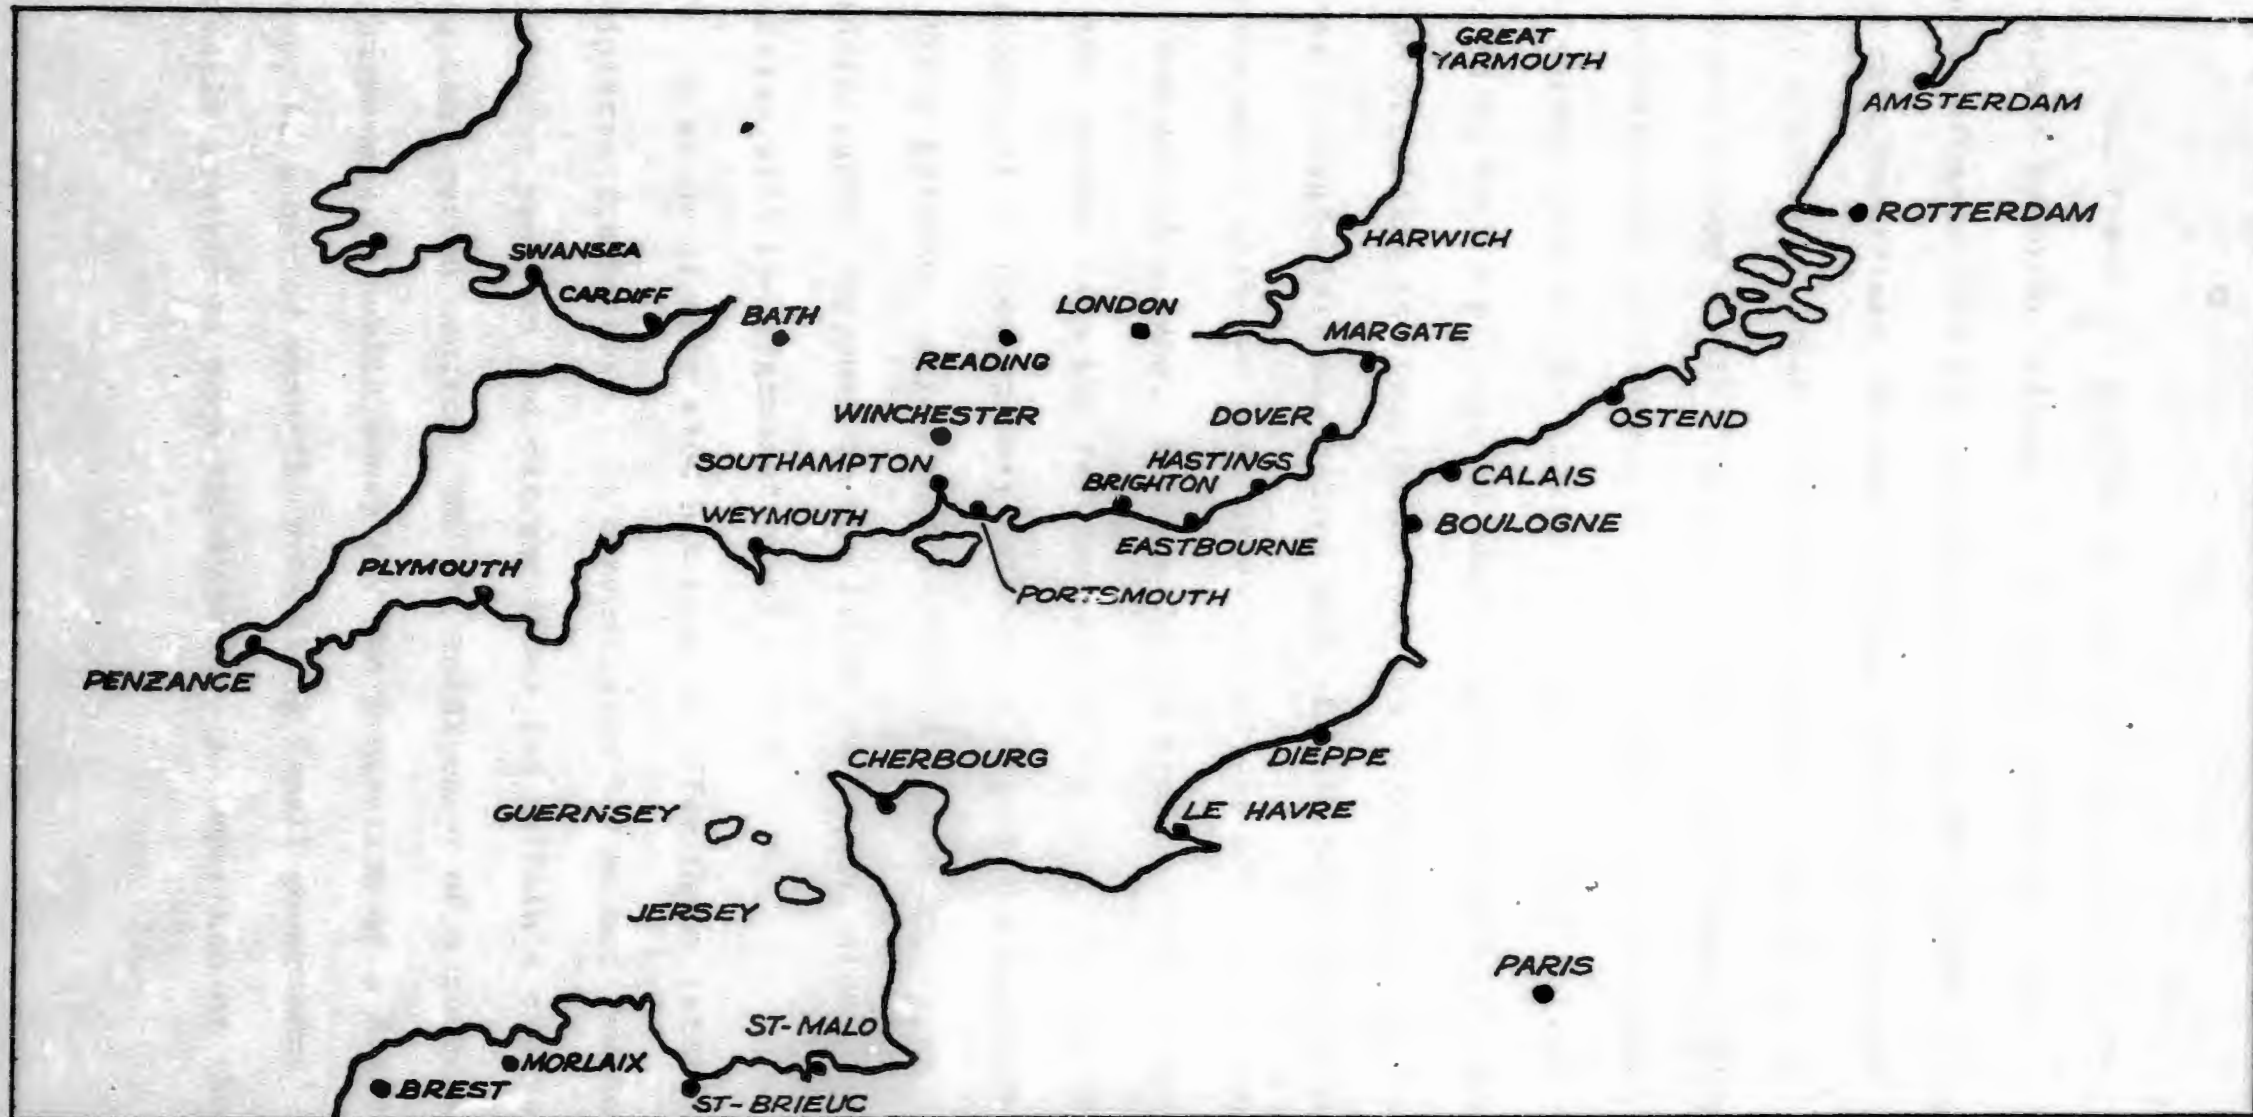 GREAT
YARMOUTH
AMSTERDAM
ROTTERDAM
HARWICH
SWANSEA
CARDIFF
BATH
LONDON
MARGATE
READING
WINCHESTER
DOVER
OSTEND
SOUTHAMPTON
HASTINGS
CALAIS
BRIGHTON
WEYMOUTH
BOULOGNE
EASTBOURNE
PLYMOUTH
PORTSMOUTH
PENZANCE
CHERBOURG
DIEPPE
GUERNSEY
LE HAVRE
JERSEY
PARIS
ST-MALO
MORLAIX
BREST
ST-BRIEUC